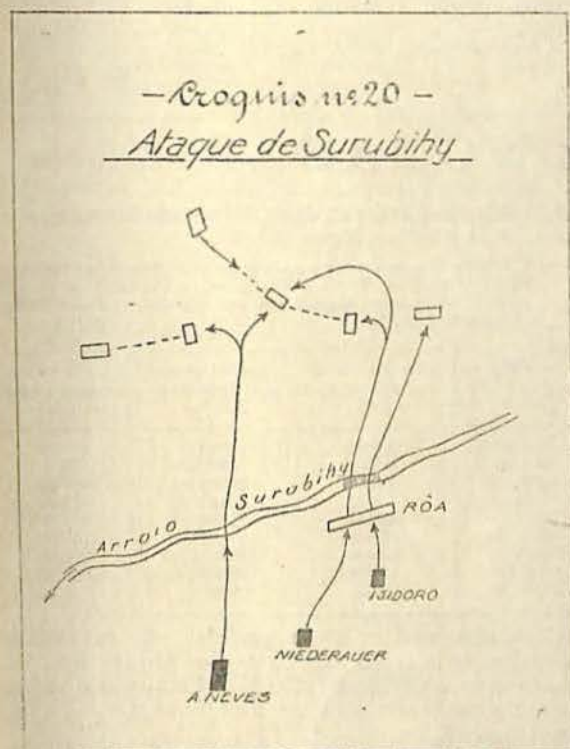 - Croquis nº 20 -
Ataque de Surubihy
Arroio Surubihy
RÔA
ISIDORO
NIEDERAUER
A. NEVES